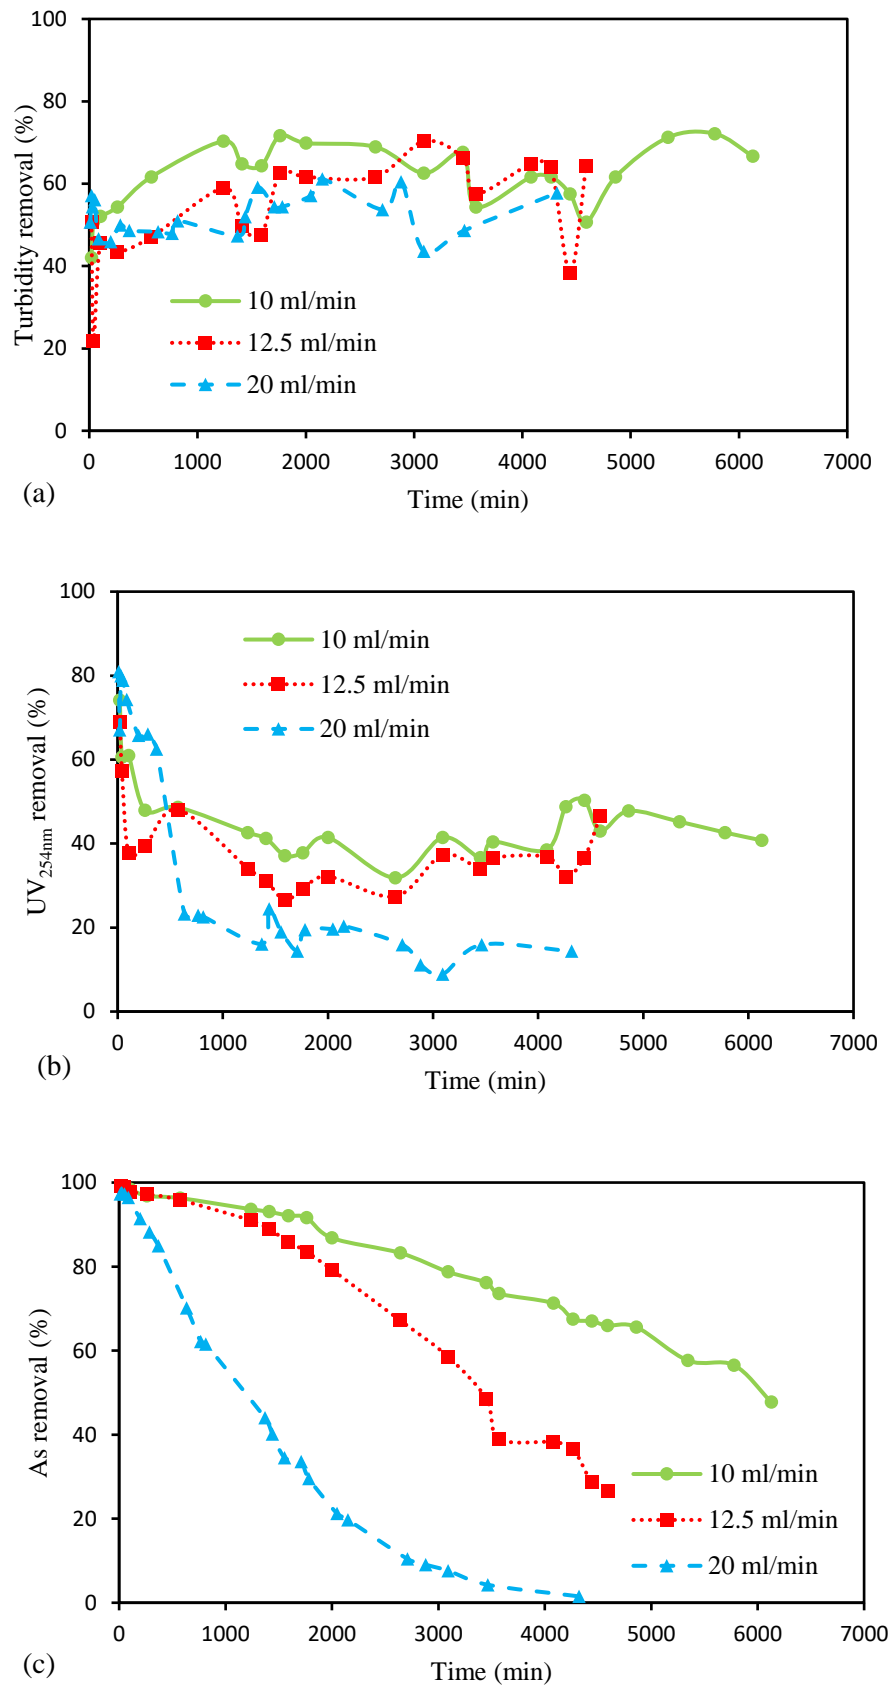 100
80
60
40
20
0
Turbidity removal (%)
10 ml/min
12.5 ml/min
20 ml/min
0 1000 2000 3000 4000 5000 6000 7000
Time (min)
(a)
100
80
60
40
20
0
UV254nm removal (%)
10 ml/min
12.5 ml/min
20 ml/min
0 1000 2000 3000 4000 5000 6000 7000
Time (min)
(b)
100
80
60
40
20
0
As removal (%)
10 ml/min
12.5 ml/min
20 ml/min
0 1000 2000 3000 4000 5000 6000 7000
Time (min)
(c)